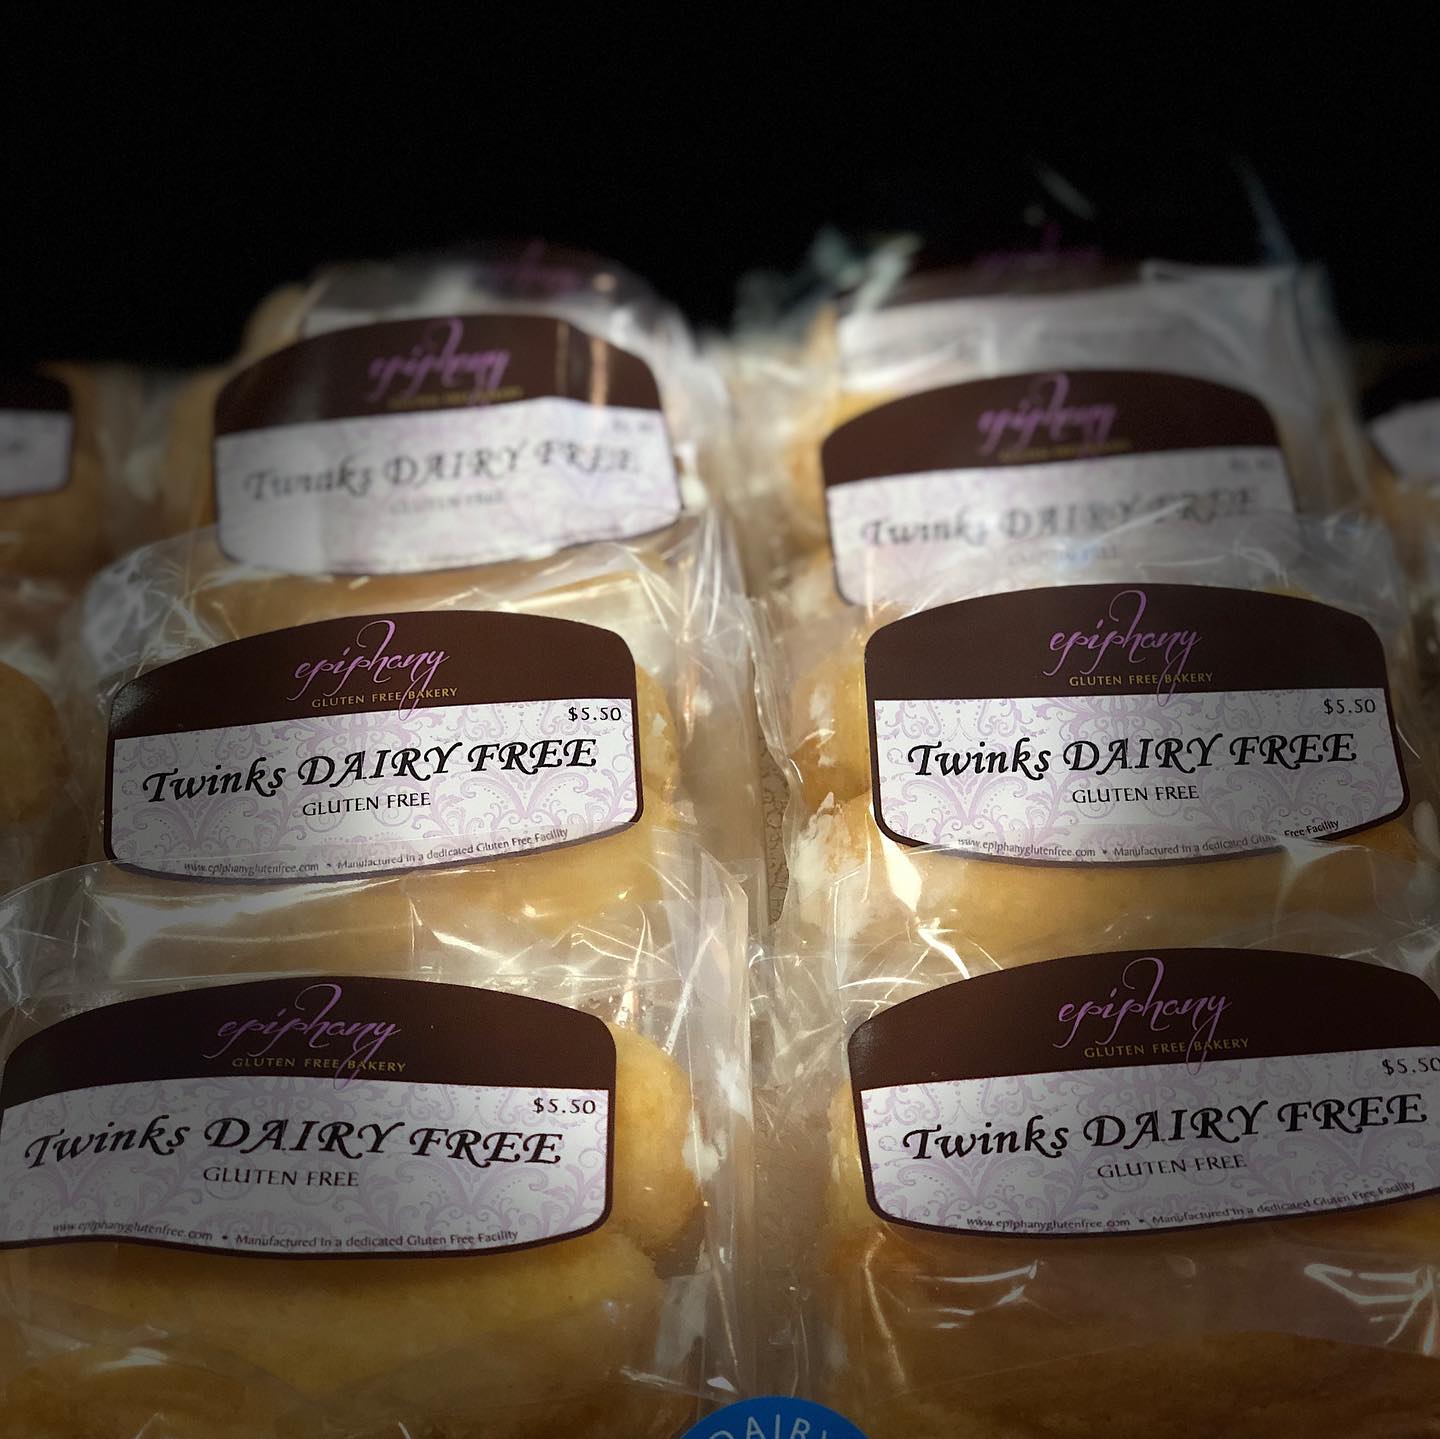 epiphany
Twinks DAIRY FREE
GLUTEN FREE
epiphany
Twinks DAIRY FREE
GLUTEN FREE
epiphany
GLUTEN FREE BAKERY
$5.50
Twinks DAIRY FREE
GLUTEN FREE
www.epiphanyglutenfree.com • Manufactured in a dedicated Gluten Free Facility
epiphany
GLUTEN FREE BAKERY
$5.50
Twinks DAIRY FREE
GLUTEN FREE
www.epiphanyglutenfree.com • Manufactured in a dedicated Free Facility
epiphany
GLUTEN FREE BAKERY
$5.50
Twinks DAIRY FREE
GLUTEN FREE
www.epiphanyglutenfree.com • Manufactured in a dedicated Gluten Free Facility
epiphany
GLUTEN FREE BAKERY
$5.50
Twinks DAIRY FREE
GLUTEN FREE
www.epiphanyglutenfree.com • Manufactured in a dedicated Gluten Free Facility
DAIRY